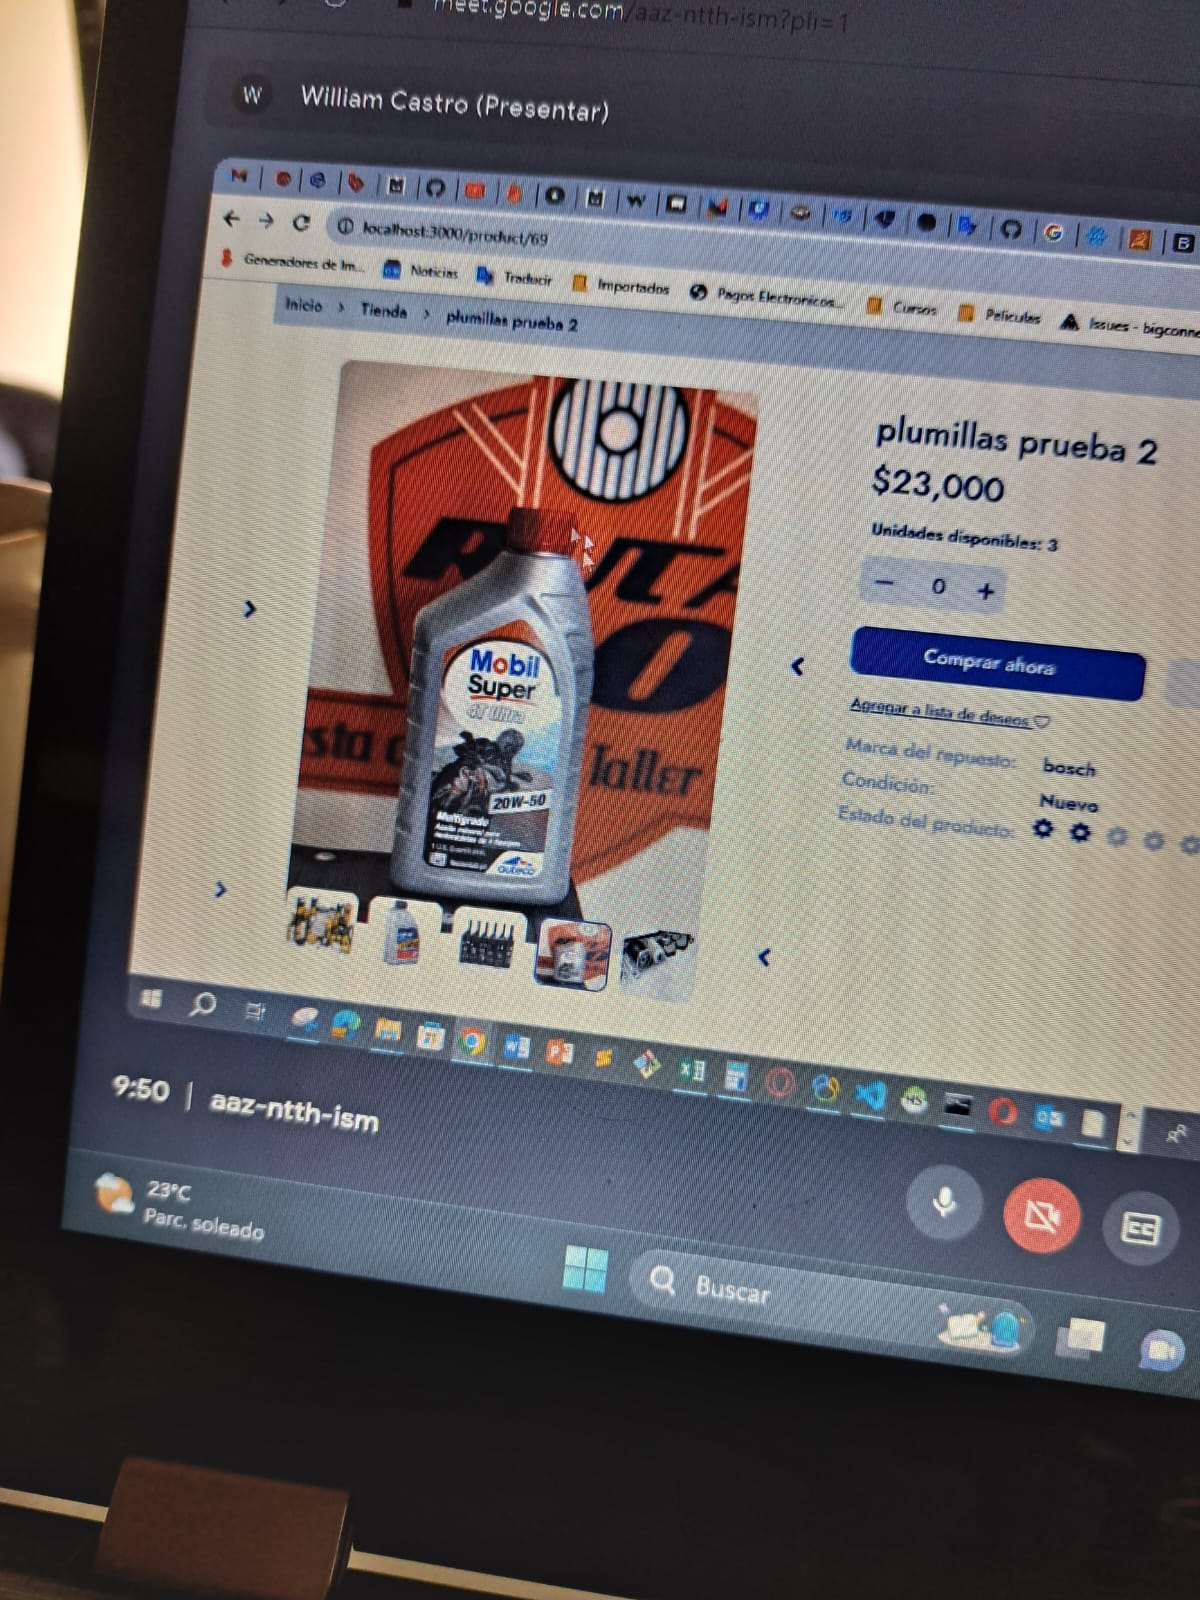 meet.google.com/aaz-ntth-ism?pli=1
W William Castro (Presentar)
localhost:3000/product/69
Generadores de Im... Noticias Traducir Importados Pagos Electronicos... Cursos Peliculas Issues - bigconne
Inicio > Tienda > plumillas prueba 2
plumillas prueba 2
$23,000
Unidades disponibles: 3
− 0 +
Comprar ahora
Agregar a lista de deseos
Marca del repuesto: bosch
Condición: Nuevo
Estado del producto:
RUTA
Mobil
Super
4T Ultra
20W-50
Multigrado
auteco
Taller
9:50 | aaz-ntth-ism
CC
23°C
Parc. soleado
Buscar